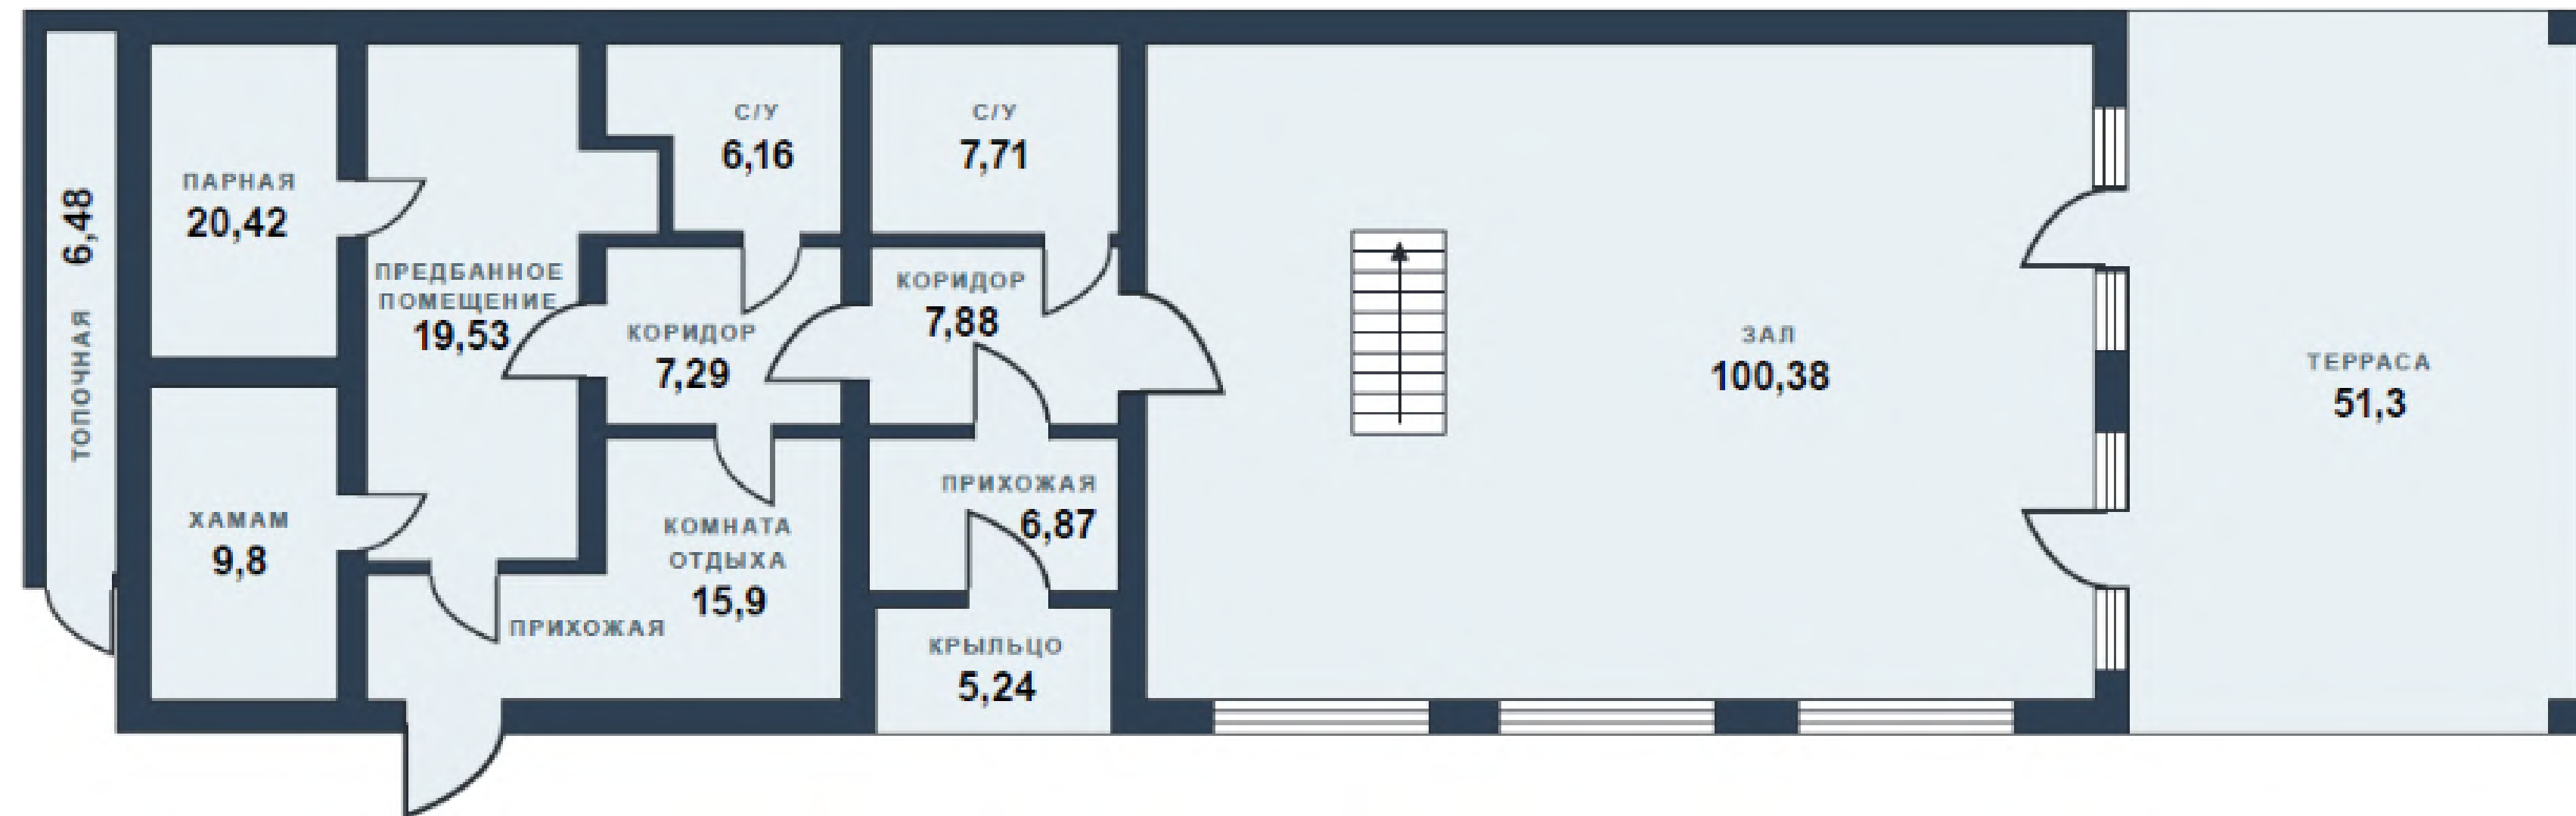 ТОПОЧНАЯ 6,48
ПАРНАЯ
20,42
ХАМАМ
9,8
ПРЕДБАННОЕ
ПОМЕЩЕНИЕ
19,53
С/У
6,16
КОРИДОР
7,29
КОМНАТА
ОТДЫХА
15,9
ПРИХОЖАЯ
С/У
7,71
КОРИДОР
7,88
ПРИХОЖАЯ
6,87
КРЫЛЬЦО
5,24
ЗАЛ
100,38
ТЕРРАСА
51,3